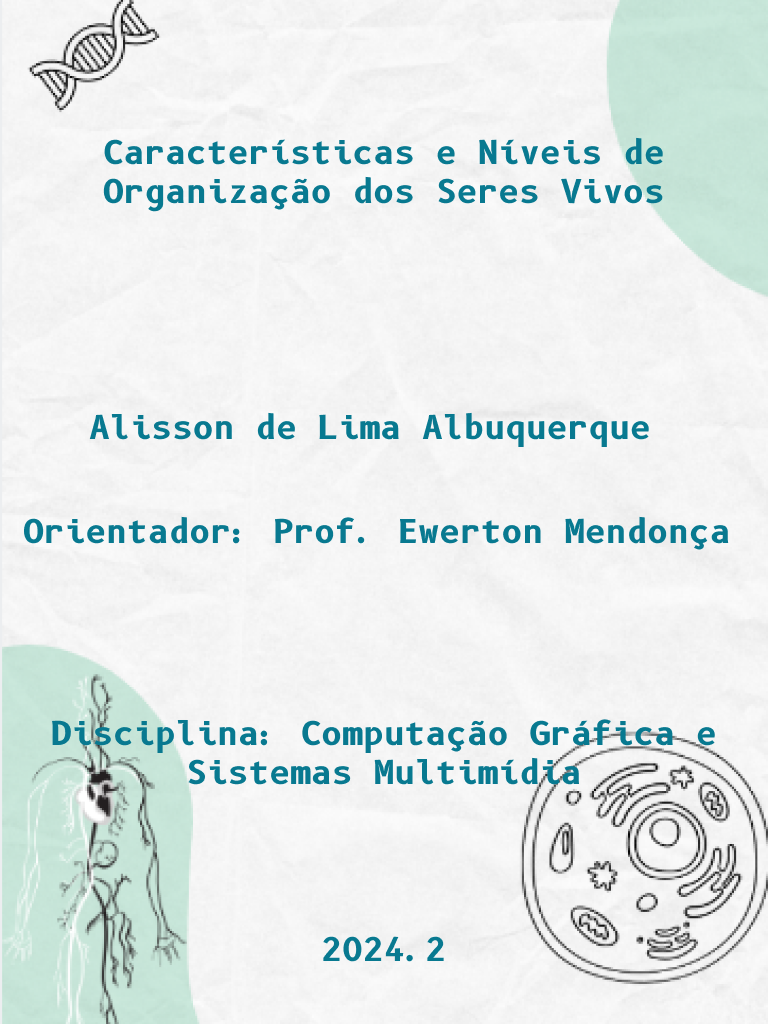 Características e Níveis de
Organização dos Seres Vivos
Alisson de Lima Albuquerque
Orientador: Prof. Ewerton Mendonça
Disciplina: Computação Gráfica e
Sistemas Multimídia
2024.2